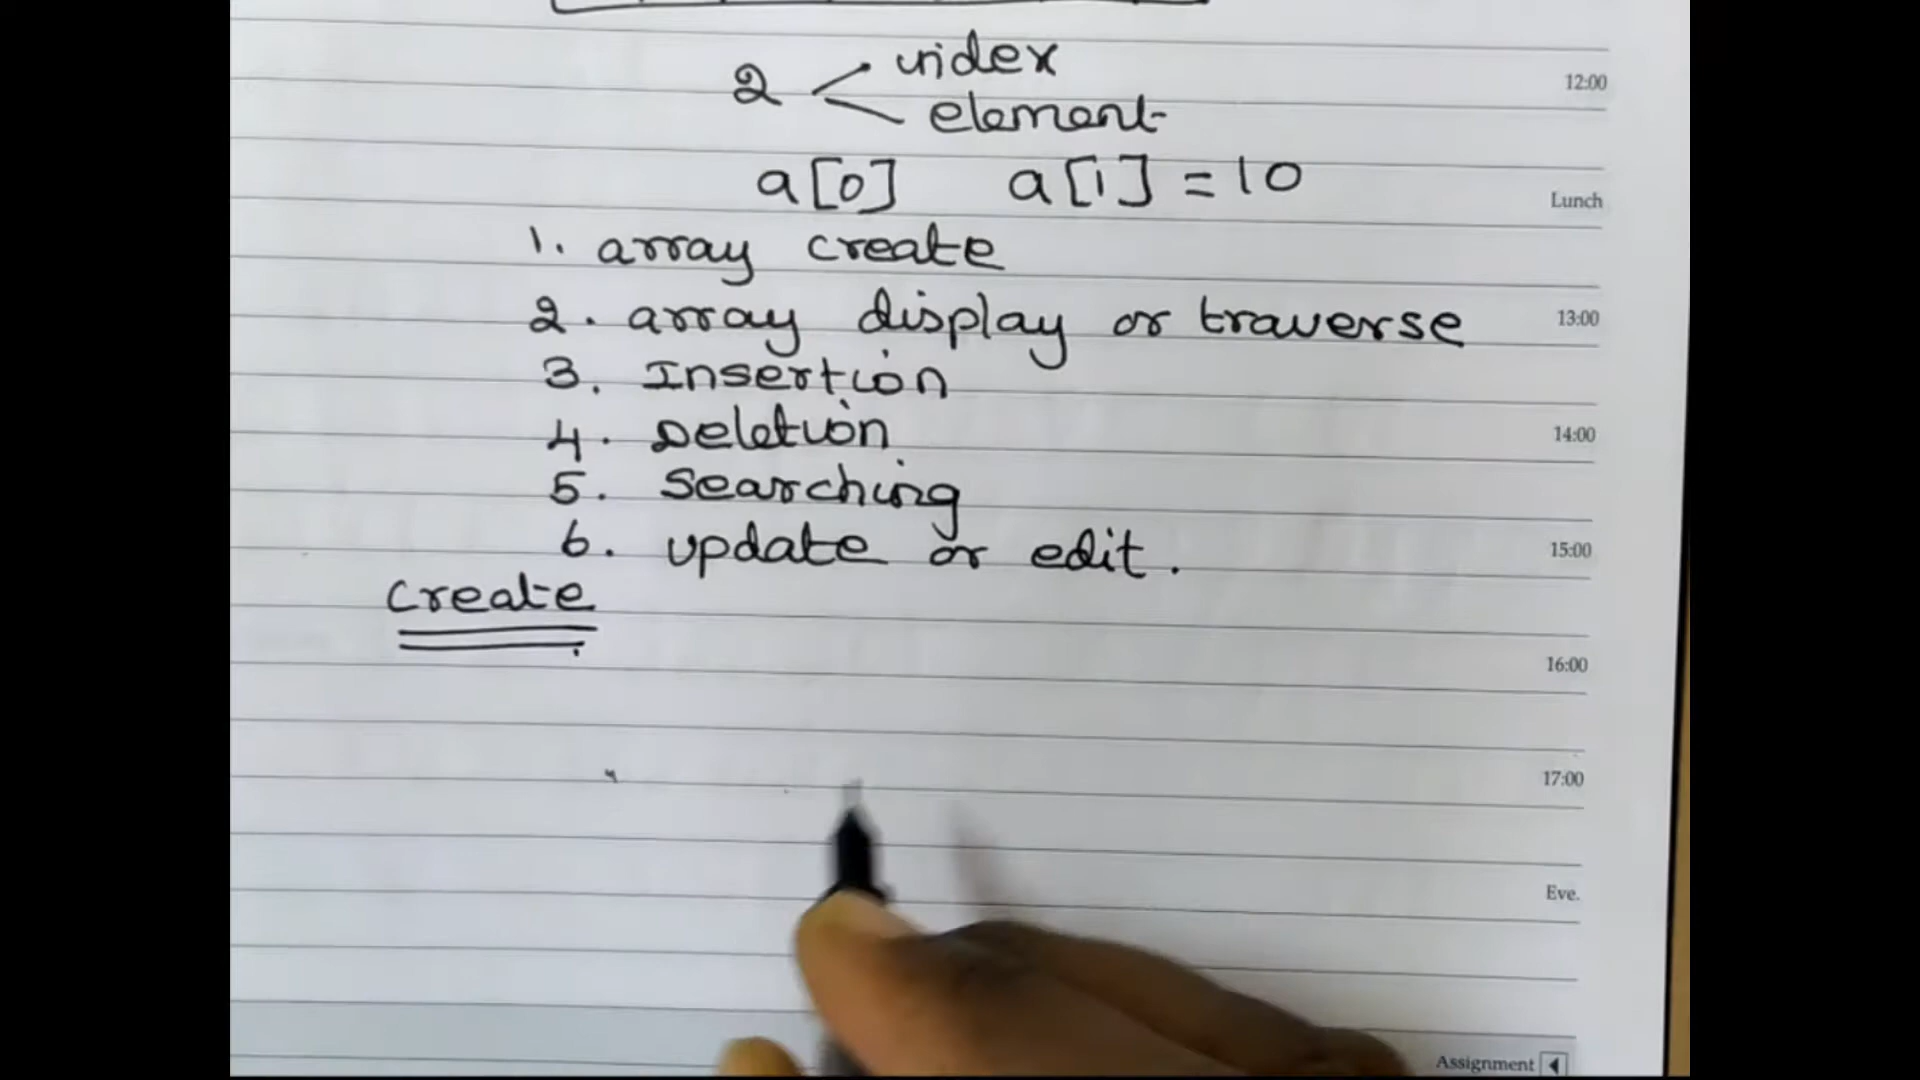 2 < index
element
12:00
a[0] a[1] = 10
Lunch
1. array create
2. array display or traverse
13:00
3. Insertion
4. Deletion
14:00
5. Searching
6. update or edit.
15:00
create
16:00
17:00
Eve.
Assignment